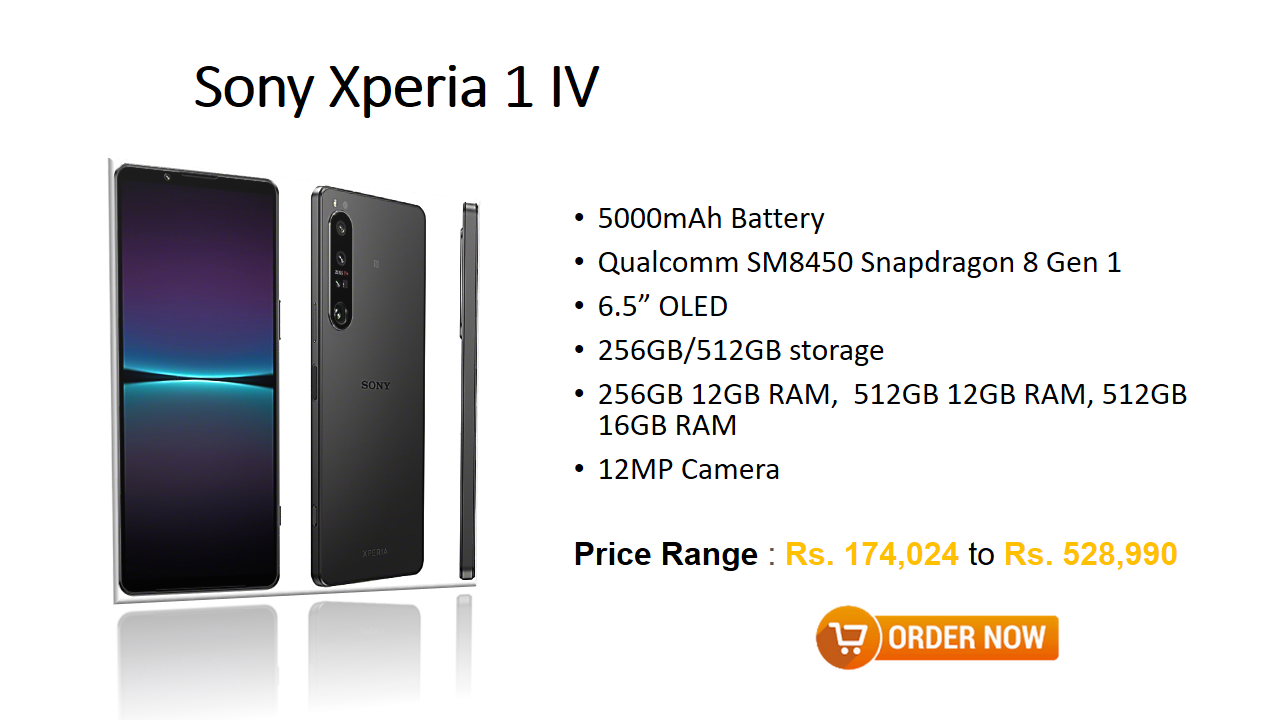 Sony Xperia 1 IV
• 5000mAh Battery
• Qualcomm SM8450 Snapdragon 8 Gen 1
• 6.5” OLED
• 256GB/512GB storage
• 256GB 12GB RAM,  512GB 12GB RAM, 512GB
16GB RAM
• 12MP Camera
SONY
XPERIA
Price Range : Rs. 174,024 to Rs. 528,990
ORDER NOW